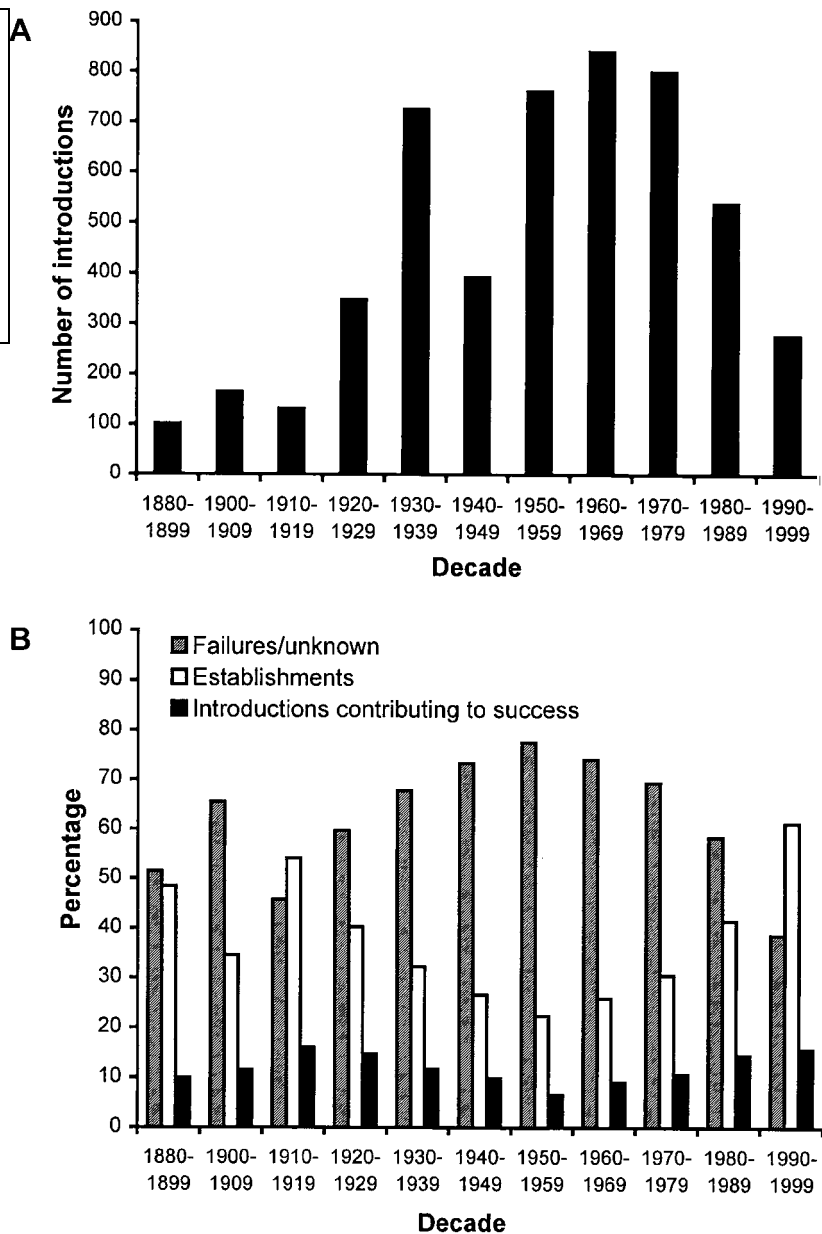 A
900
800
700
600
500
400
300
200
100
0
Number of introductions
1880- 1900- 1910- 1920- 1930- 1940- 1950- 1960- 1970- 1980- 1990-
1899 1909 1919 1929 1939 1949 1959 1969 1979 1989 1999
Decade
B
100
90
80
70
60
50
40
30
20
10
0
Percentage
Failures/unknown
Establishments
Introductions contributing to success
1880- 1900- 1910- 1920- 1930- 1940- 1950- 1960- 1970- 1980- 1990-
1899 1909 1919 1929 1939 1949 1959 1969 1979 1989 1999
Decade